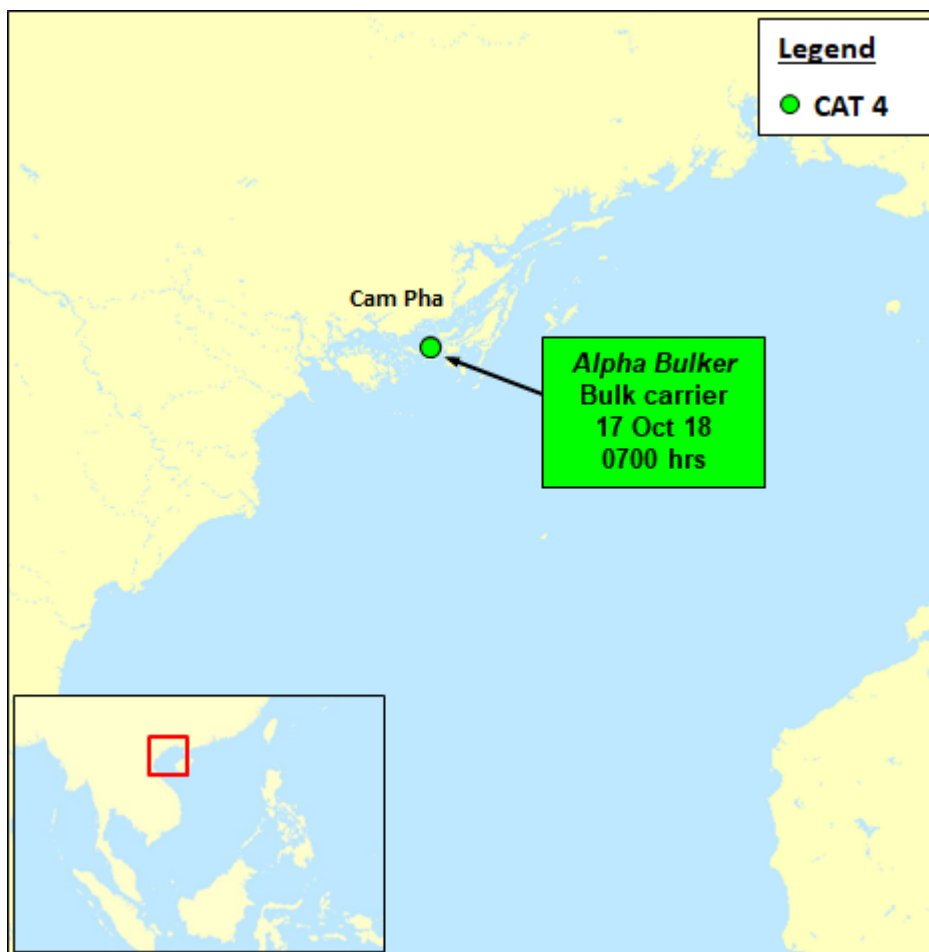 Legend
CAT 4
Cam Pha
Alpha Bulker
Bulk carrier
17 Oct 18
0700 hrs